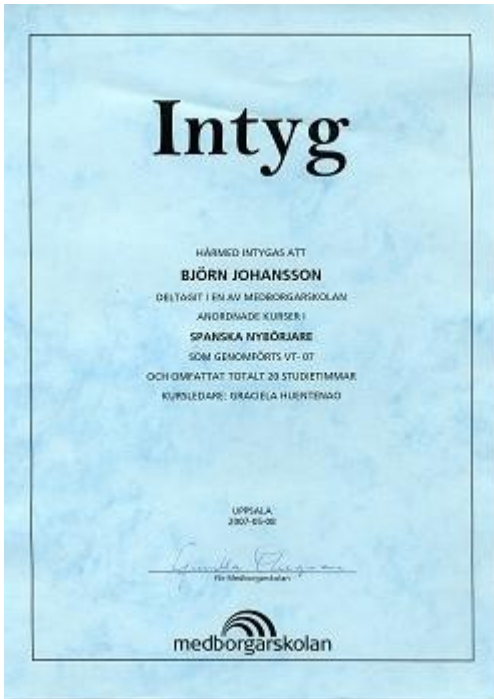 Intyg
HÄRMED INTYGAS ATT
BJÖRN JOHANSSON
DELTAGIT I EN AV MEDBORGARSKOLAN
ANORDNADE KURSER I
SPANSKA NYBÖRJARE
SOM GENOMFÖRTS VT- 07
OCH OMFATTAT TOTALT 20 STUDIETIMMAR
KURSLEDARE: GRACIELA HUENTENAO
UPPSALA
2007-05-08
För Medborgarskolan
medborgarskolan